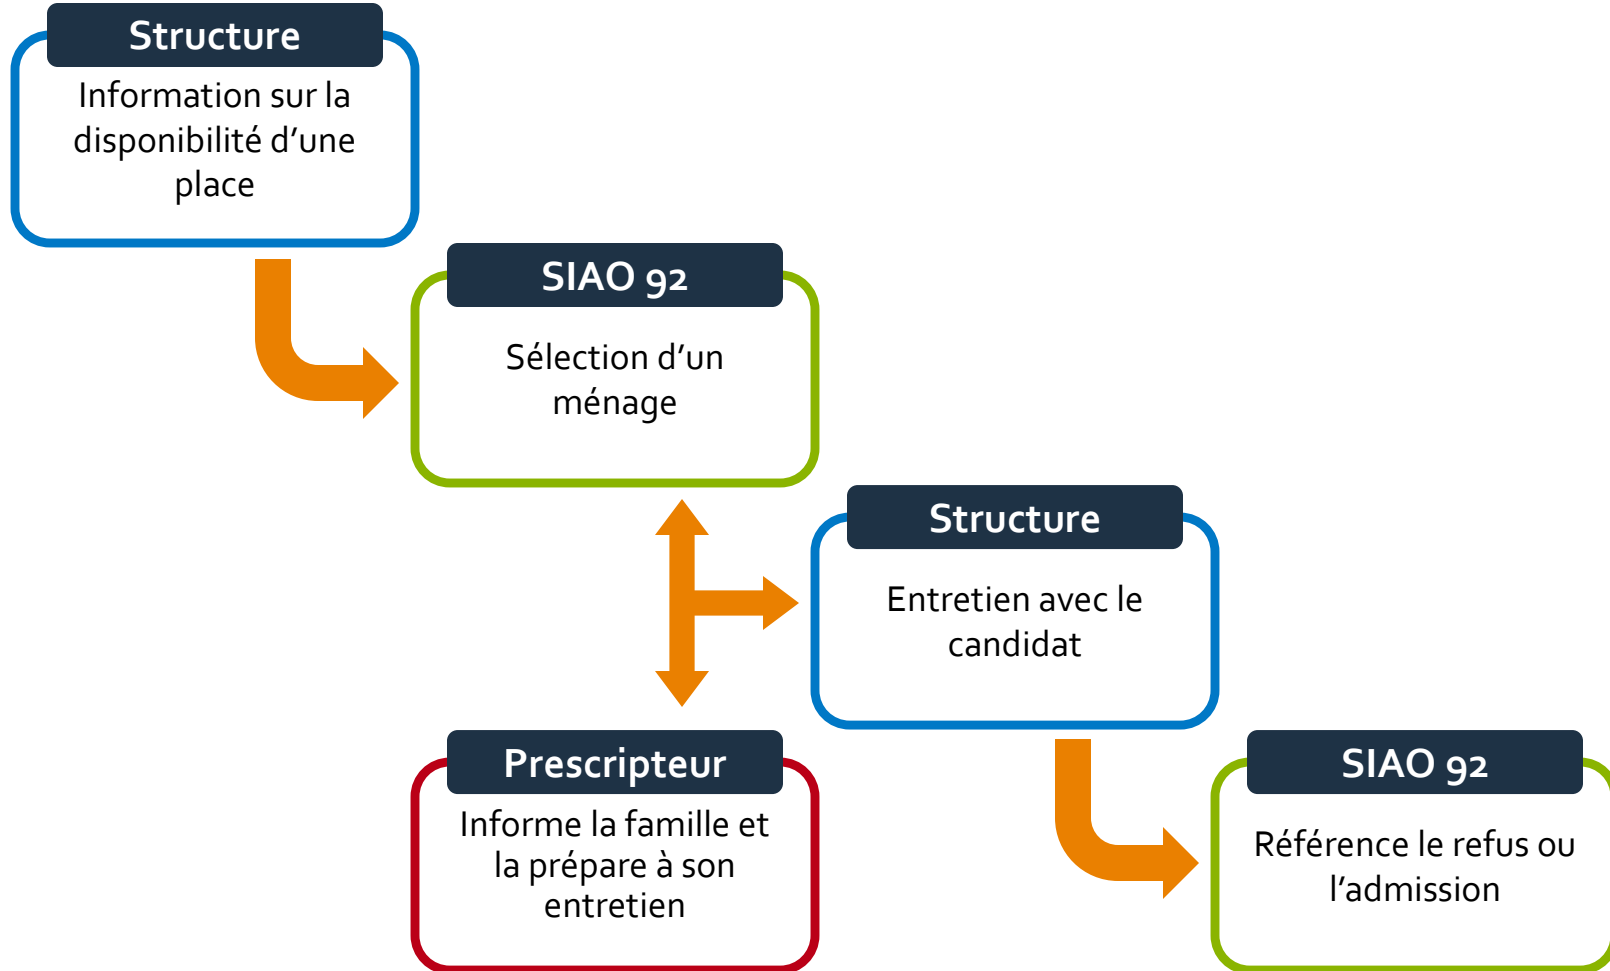 Structure
Information sur la
disponibilité d’une
place
SIAO 92
Sélection d’un
ménage
Structure
Entretien avec le
candidat
Prescripteur
Informe la famille et
la prépare à son
entretien
SIAO 92
Référence le refus ou
l’admission